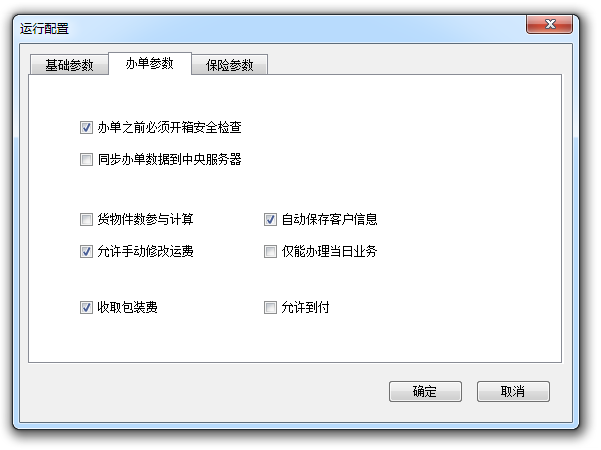 运行配置
基础参数 办单参数 保险参数
办单之前必须开箱安全检查
同步办单数据到中央服务器
货物件数参与计算 自动保存客户信息
允许手动修改运费 仅能办理当日业务
收取包装费 允许到付
确定 取消